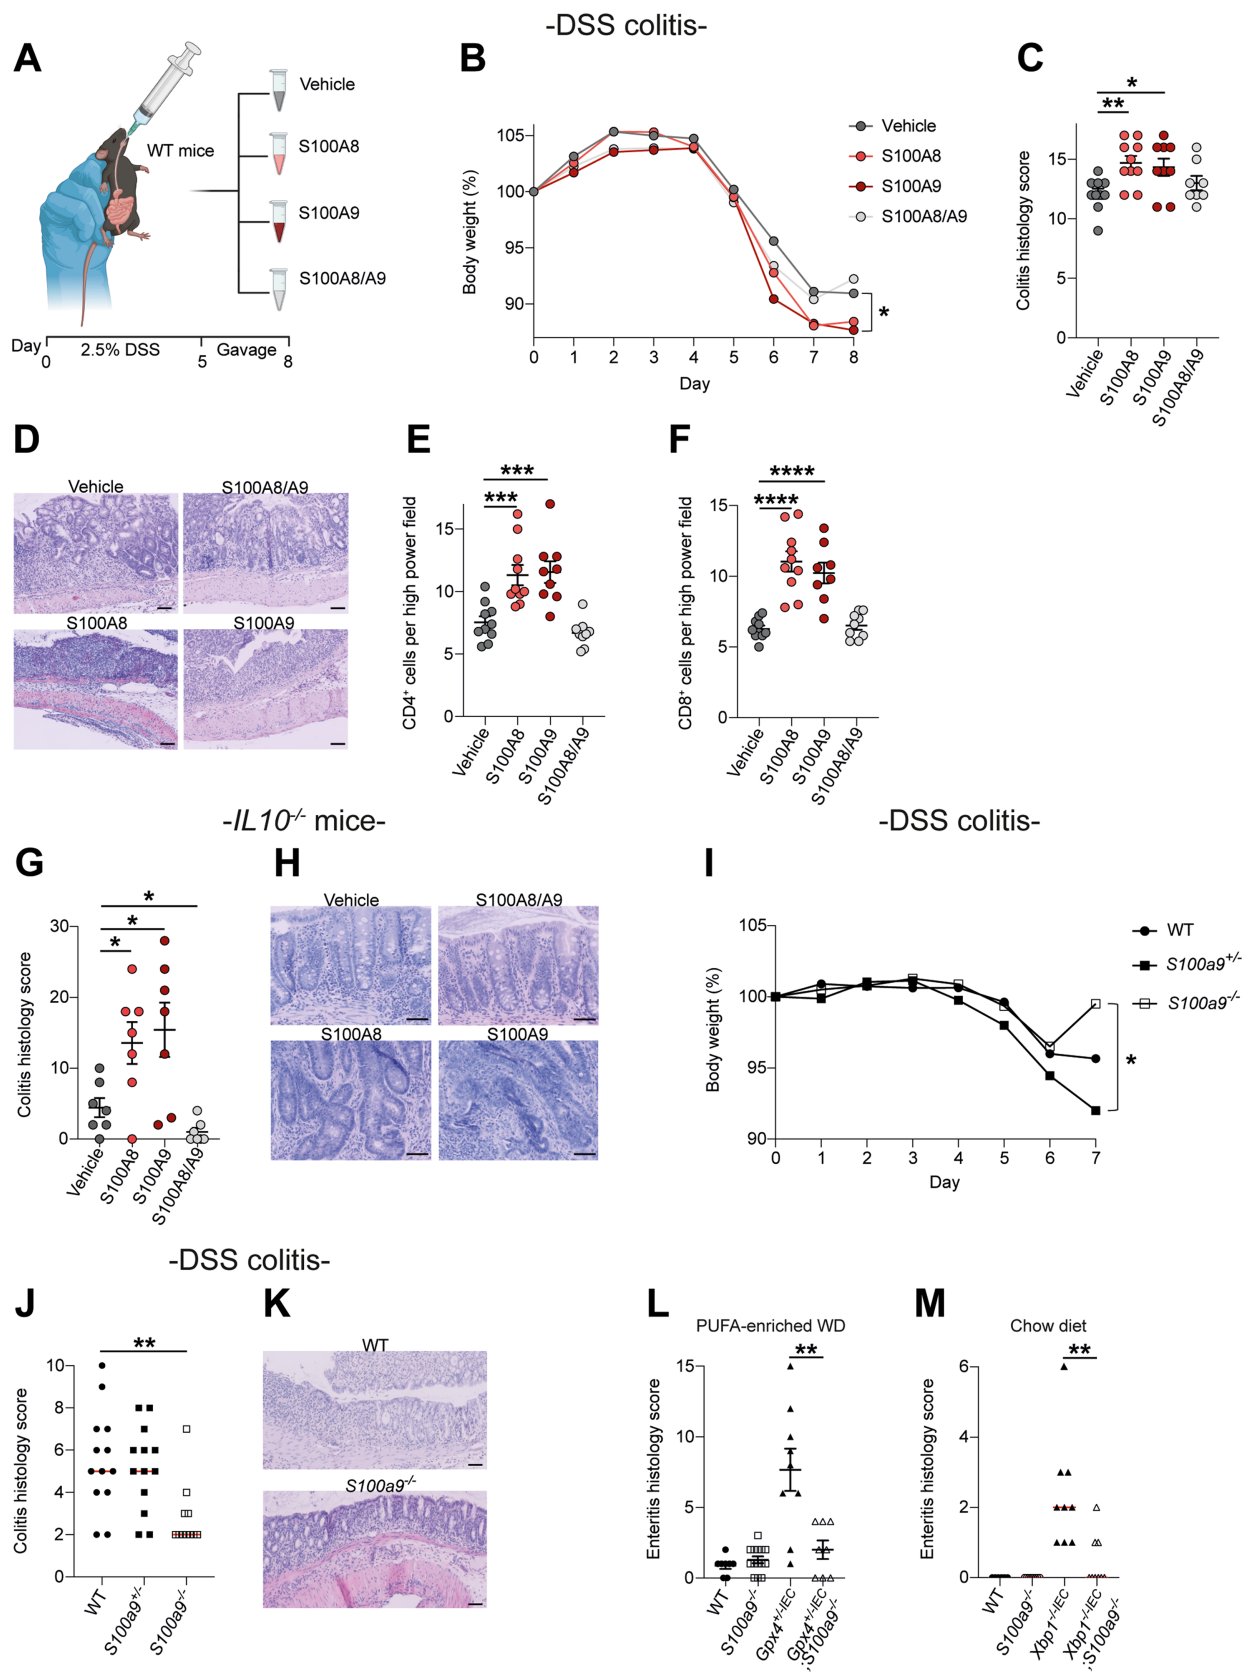 -DSS colitis-
A
WT mice
Vehicle
S100A8
S100A9
S100A8/A9
Day
0
2.5% DSS
5
Gavage
8
B
Body weight (%)
105
100
95
90
0 1 2 3 4 5 6 7 8
Day
Vehicle
S100A8
S100A9
S100A8/A9
*
C
Colitis histology score
*
**
15
10
5
0
Vehicle
S100A8
S100A9
S100A8/A9
D
Vehicle
S100A8/A9
S100A8
S100A9
E
CD4⁺ cells per high power field
***
***
15
10
5
0
Vehicle
S100A8
S100A9
S100A8/A9
F
CD8⁺ cells per high power field
****
****
15
10
5
0
Vehicle
S100A8
S100A9
S100A8/A9
-IL10⁻/⁻ mice-
G
Colitis histology score
*
*
*
30
20
10
0
Vehicle
S100A8
S100A9
S100A8/A9
H
Vehicle
S100A8/A9
S100A8
S100A9
-DSS colitis-
I
Body weight (%)
105
100
95
90
0 1 2 3 4 5 6 7
Day
WT
S100a9⁺/⁻
S100a9⁻/⁻
*
-DSS colitis-
J
Colitis histology score
**
10
8
6
4
2
0
WT
S100a9⁺/⁻
S100a9⁻/⁻
K
WT
S100a9⁻/⁻
L
PUFA-enriched WD
Enteritis histology score
**
15
10
5
0
WT
S100a9⁻/⁻
Gpx4⁺/⁻IEC
Gpx4⁺/⁻IEC
;S100a9⁻/⁻
M
Chow diet
Enteritis histology score
**
6
4
2
0
WT
S100a9⁻/⁻
Xbp1⁻/⁻IEC
Xbp1⁻/⁻IEC
;S100a9⁻/⁻